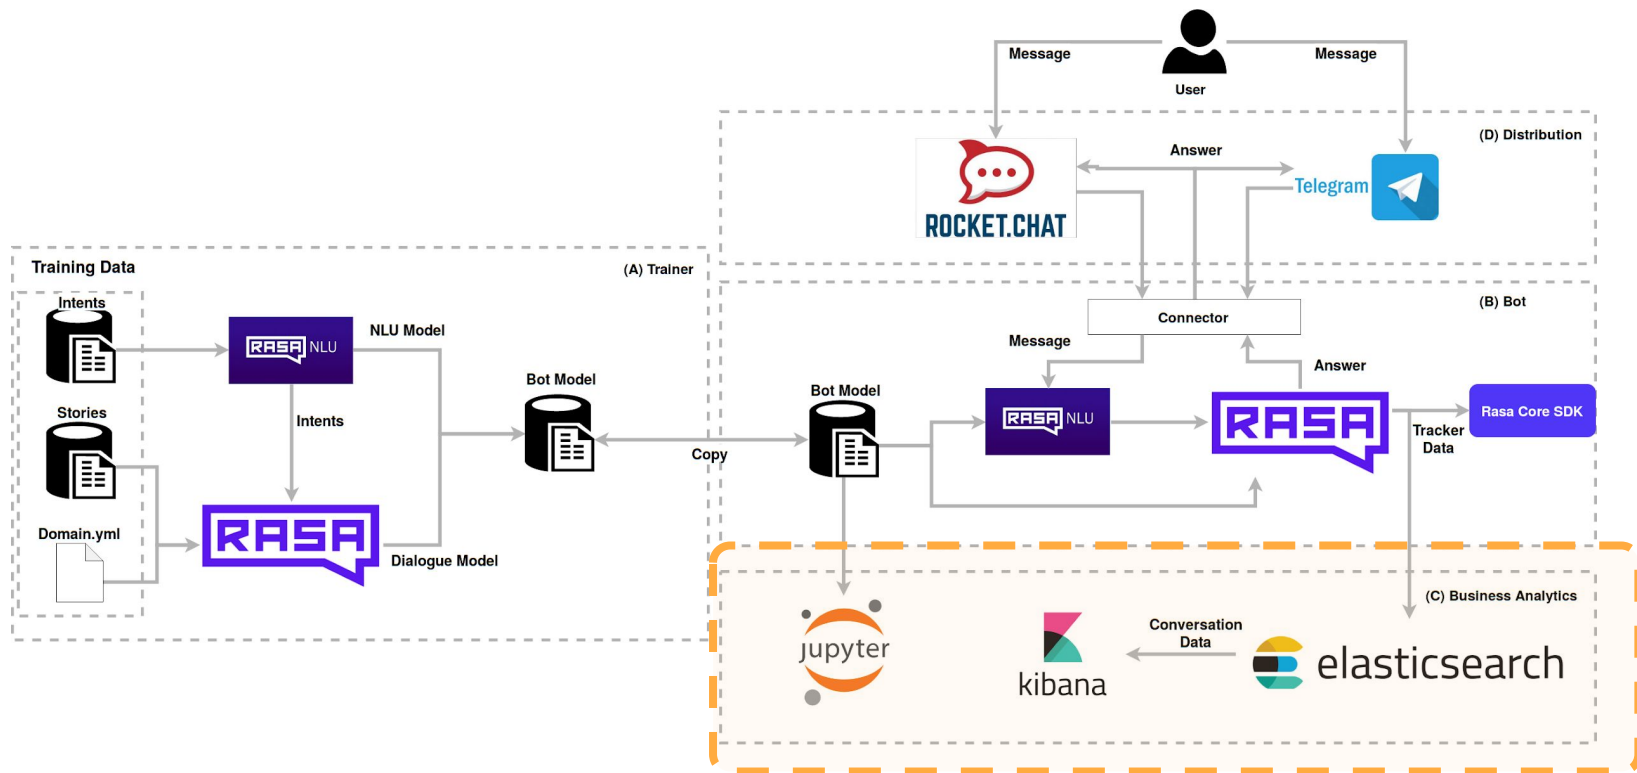 Message
Message
User
(D) Distribution
Answer
Telegram
ROCKET.CHAT
Training Data
(A) Trainer
Intents
NLU Model
RASA NLU
Intents
Stories
Domain.yml
RASA
Dialogue Model
Bot Model
Copy
(B) Bot
Connector
Message
Answer
Bot Model
RASA NLU
RASA
Rasa Core SDK
Tracker
Data
(C) Business Analytics
jupyter
kibana
Conversation
Data
elasticsearch